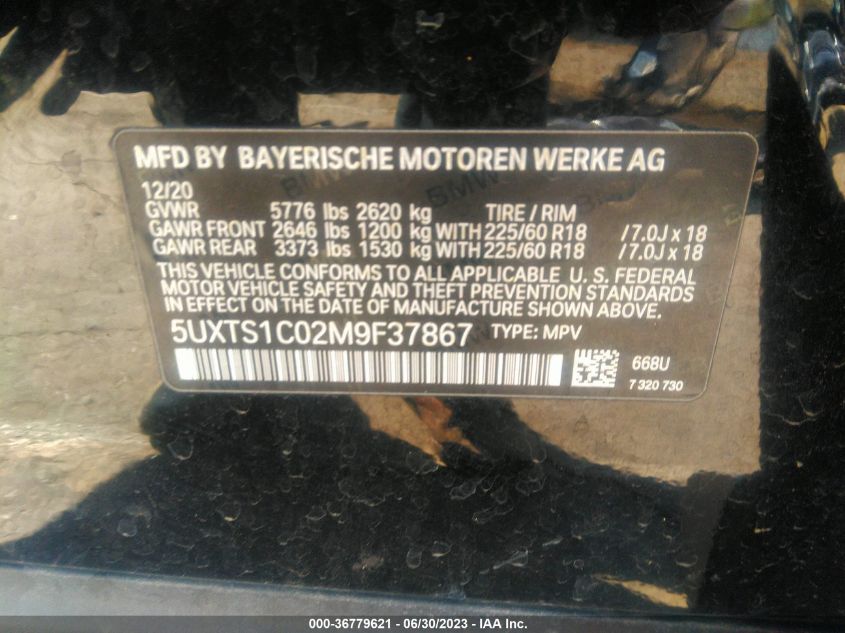 MFD BY BAYERISCHE MOTOREN WERKE AG
12/20
GVWR 5776 lbs 2620 kg TIRE / RIM
GAWR FRONT 2646 lbs 1200 kg WITH 225/60 R18 /7.0J x 18
GAWR REAR 3373 lbs 1530 kg WITH 225/60 R18 /7.0J x 18
THIS VEHICLE CONFORMS TO ALL APPLICABLE U. S. FEDERAL
MOTOR VEHICLE SAFETY AND THEFT PREVENTION STANDARDS
IN EFFECT ON THE DATE OF MANUFACTURE SHOWN ABOVE.
5UXTS1C02M9F37867 TYPE: MPV
668U
7 320 730
000-36779621 / 06/30/2023 - IAA Inc.